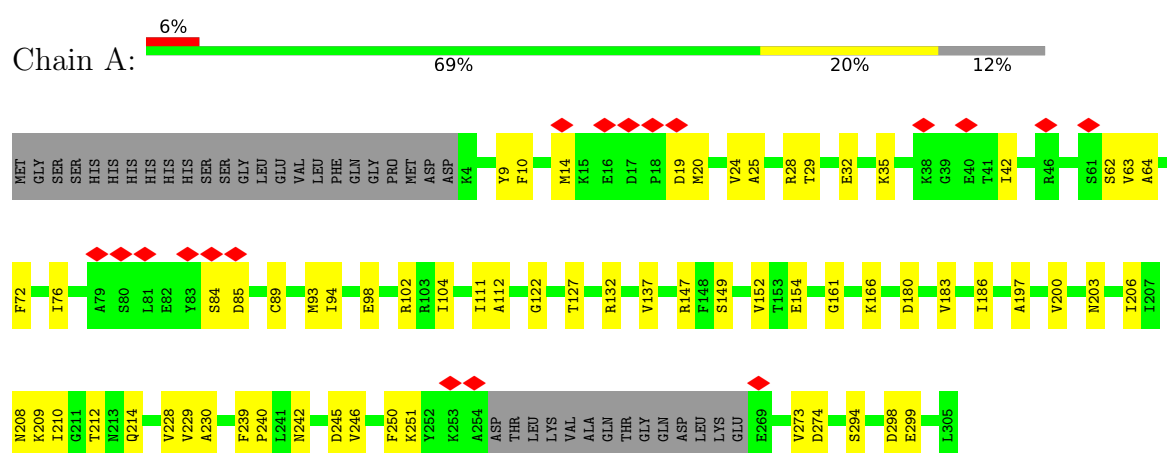 6%
Chain A:
69% 20% 12%
MET GLY SER SER HIS HIS HIS HIS HIS HIS SER SER GLY LEU GLU VAL LEU PHE GLN GLY PRO MET ASP ASP K4 Y9 F10 M14 K15 E16 D17 P18 D19 M20 V24 A25 R28 T29 E32 K35 K38 G39 E40 T41 I42 R46 S61 S62 V63 A64
F72 I76 A79 S80 L81 E82 Y83 S84 D85 C89 M93 I94 E98 R102 R103 I104 I111 A112 G122 T127 R132 V137 R147 F148 S149 V152 T153 E154 G161 K166 D180 V183 I186 A197 V200 N203 I206 I207
N208 K209 I210 G211 T212 N213 Q214 V228 V229 A230 F239 P240 L241 N242 D245 V246 F250 K251 Y252 K253 A254 ASP THR LEU LYS VAL ALA GLN THR GLY GLN ASP LEU LYS GLU E269 V273 D274 S294 D298 E299 L305